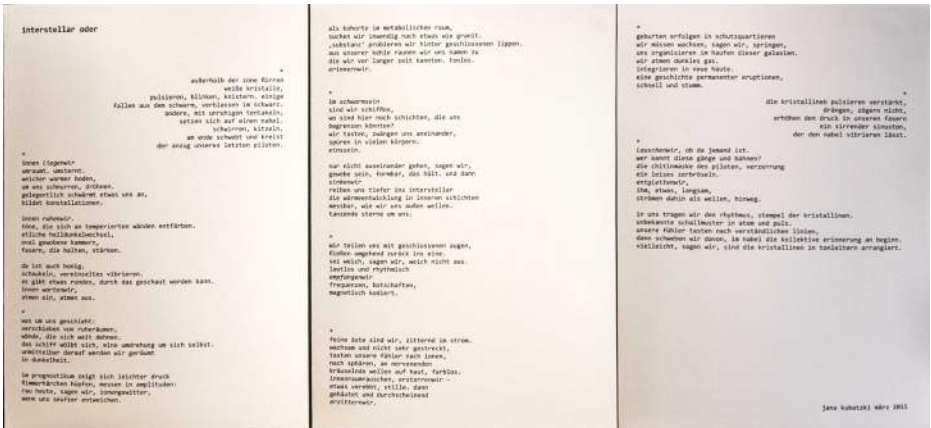 interstellar oder
*
außerhalb der zone flirren
weiße kristalle,
pulsieren, klinken, knistern. einige
fallen aus dem schwarm, verblassen im schwarz.
andere, mit unruhigen tentakeln,
setzen sich auf einen nabel.
schwirren, kitzeln,
am ende schwebt und kreist
der anzug unseres letzten piloten.
*
innen liegenwir
umraumt. umsternt.
weicher warmer boden,
um uns schnurren, dröhnen.
gelegentlich schwärmt etwas uns an,
bildet konstellationen.
innen ruhenwir.
töne, die sich an temperierten wänden entfärben.
etliche helldunkelwechsel,
oval gewobene kammern,
fasern, die halten, stärken.
da ist auch honig.
schaukeln, vereinzeltes vibrieren.
es gibt etwas rundes, durch das geschaut werden kann.
innen wartenwir,
atmen ein, atmen aus.
*
was um uns geschieht:
verschieben von ruheräumen,
wände, die sich weit dehnen.
das schiff wölbt sich, eine umdrehung um sich selbst.
unmittelbar darauf werden wir geräumt
in dunkelheit.
im prognostikum zeigt sich leichter druck
flimmerhärchen hüpfen, messen in amplituden:
rau heute, sagen wir, ionengewitter,
wenn uns seufzer entweichen.
als kohorte im metabolischen raum,
suchen wir inwendig nach etwas wie granit.
‚substanz‘ probieren wir hinter geschlossenen lippen.
aus unserer kehle raunen wir uns namen zu
die wir vor langer zeit kannten. tonlos.
erinnernwir.
*
im schwarmsein
sind wir schifflos,
wo sind hier noch schichten, die uns
begrenzen könnten?
wir tasten, zwängen uns aneinander,
spüren in vielen körpern.
einssein.
nur nicht auseinander gehen, sagen wir,
gewebe sein, formbar, das hält. und dann
sinkenwir
reiben uns tiefer ins interstellar
die wärmeentwicklung in inneren schichten
messbar, wie wir uns außen wellen.
tanzende sterne um uns.
*
wir teilen uns mit geschlossenen augen,
fließen umgehend zurück ins eine.
sei weich, sagen wir, weich nicht aus.
lautlos und rhythmisch
empfangenwir
frequenzen, botschaften,
magnetisch kodiert.
*
feine äste sind wir, zitternd im strom.
wachsam und nicht sehr gestreckt,
tasten unsere fühler nach ionen,
nach sphären, an nervenenden
kräuselnde wellen auf haut, farblos.
innenraumrauschen, erstarrenwir –
etwas verebbt, stille. dann
gehäutet und durchscheinend
erzitternwir.
*
geburten erfolgen in schutzquartieren
wir müssen wachsen, sagen wir, springen,
uns organisieren im haufen dieser galaxien.
wir atmen dunkles gas.
integrieren in neue häute.
eine geschichte permanenter eruptionen,
schnell und stumm.
*
die kristallinen pulsieren verstärkt,
drängen, zögern nicht,
erhöhen den druck in unseren fasern
ein sirrender sinuston,
der den nabel vibrieren lässt.
*
lauschenwir, ob da jemand ist.
wer kennt diese gänge und bahnen?
die chitinmaske des piloten, verzerrung
ein leises zerbröseln.
entgleitenwir,
ihm, etwas, langsam,
strömen dahin als wellen, hinweg.
in uns tragen wir den rhythmus, stempel der kristallinen.
unbekannte schallmuster in atem und puls.
unsere fühler testen nach verständlichen linien,
dann schweben wir davon, im nabel die kollektive erinnerung an beginn.
vielleicht, sagen wir, sind die kristallinen in tonleitern arrangiert.
jana kubatzki märz 2015